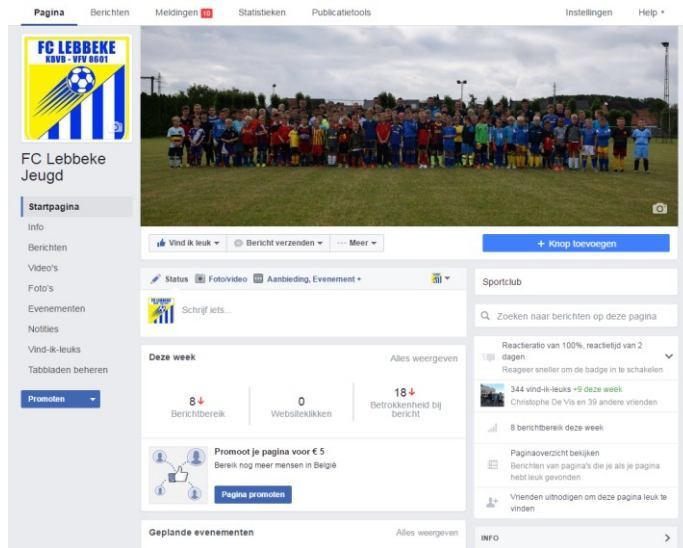 Pagina Berichten Meldingen 10 Statistieken Publicatietools Instellingen Help
FC LEBBEKE
KBVB - VFV 8601
FC Lebbeke
Jeugd
Startpagina
Info
Berichten
Video's
Foto's
Evenementen
Notities
Vind-ik-leuks
Tabbladen beheren
Promoten
Vind ik leuk Bericht verzenden ··· Meer
+ Knop toevoegen
Status Foto/video Aanbieding, Evenement +
Schrijf iets...
Deze week Alles weergeven
8
Berichtbereik
0
Websiteklikken
18
Betrokkenheid bij
bericht
Promoot je pagina voor € 5
Bereik nog meer mensen in België
Pagina promoten
Geplande evenementen Alles weergeven
Sportclub
Zoeken naar berichten op deze pagina
Reactieratio van 100%, reactietijd van 2
dagen
Reageer sneller om de badge in te schakelen
344 vind-ik-leuks +9 deze week
Christophe De Vis en 39 andere vrienden
8 berichtbereik deze week
Paginaoverzicht bekijken
Berichten van pagina's die je als je pagina
hebt leuk gevonden
Vrienden uitnodigen om deze pagina leuk te
vinden
INFO